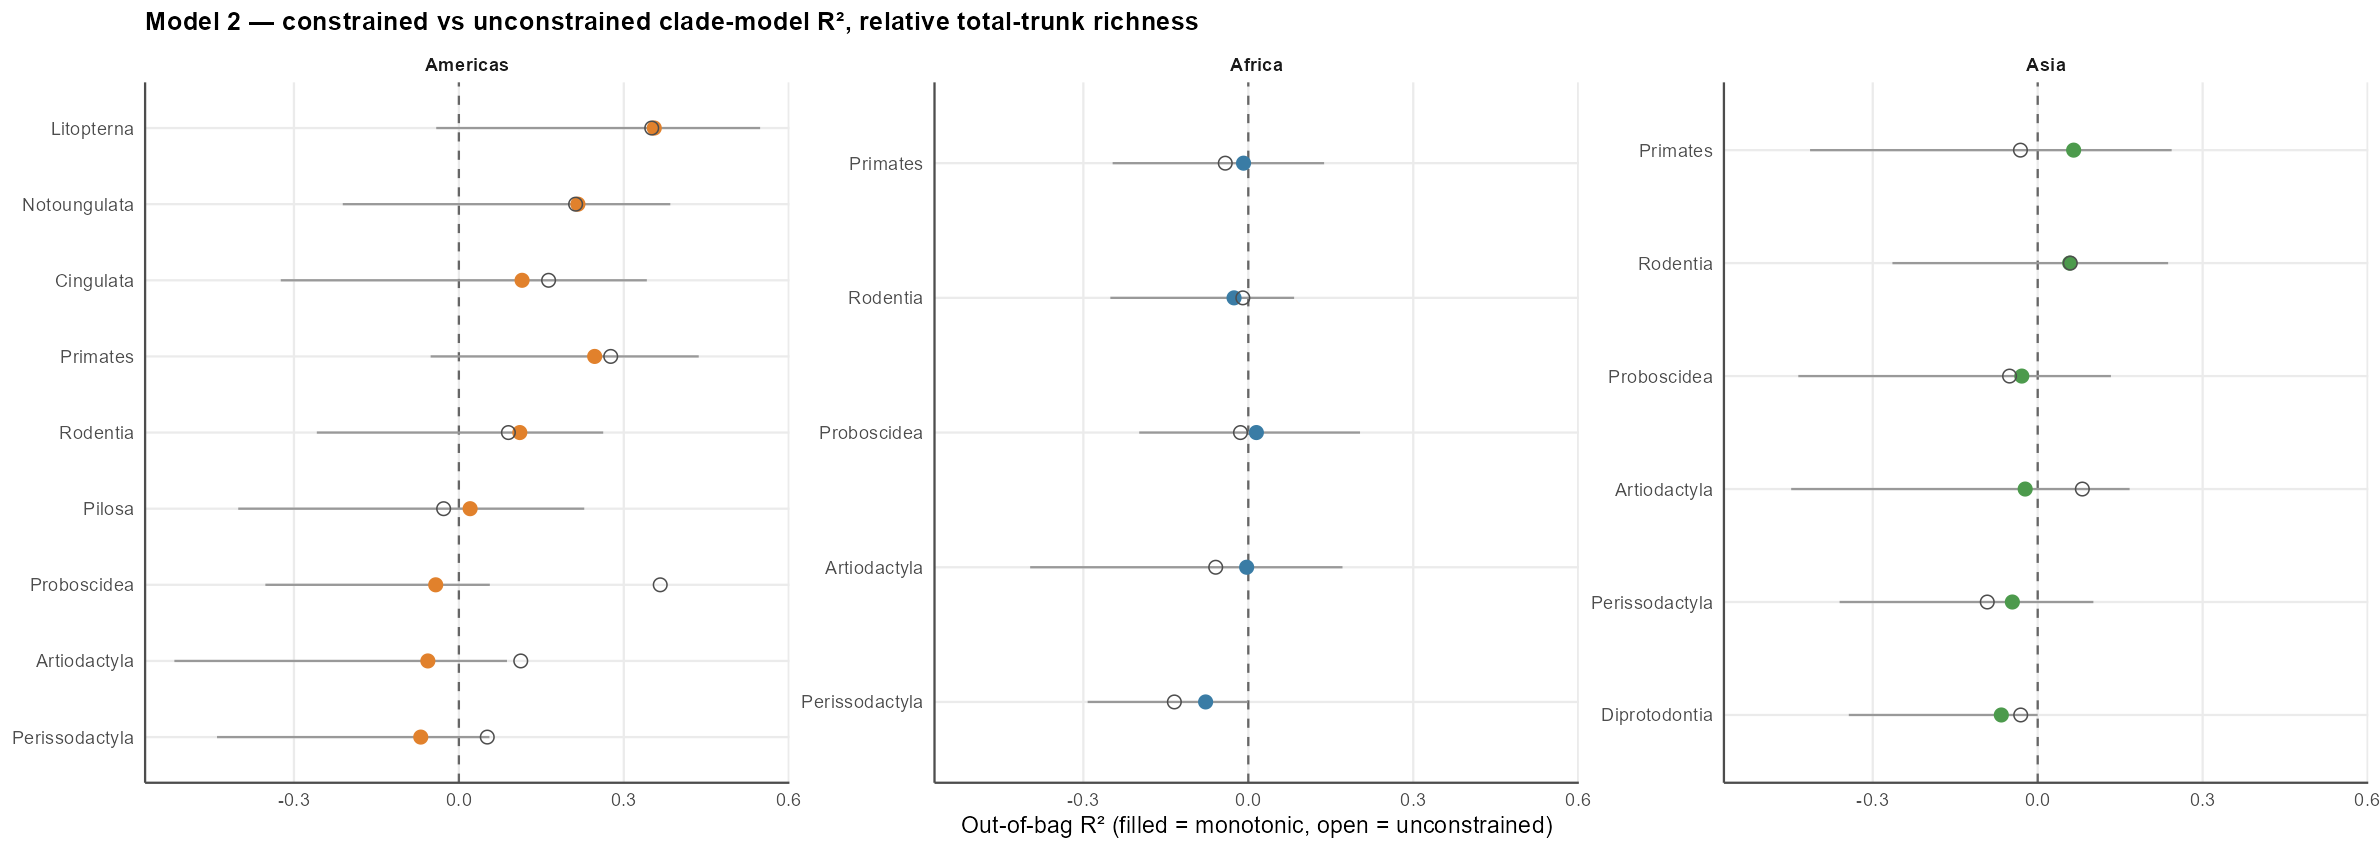 Model 2 — constrained vs unconstrained clade-model R², relative total-trunk richness
Americas
Litopterna
Notoungulata
Cingulata
Primates
Rodentia
Pilosa
Proboscidea
Artiodactyla
Perissodactyla
-0.3 0.0 0.3 0.6
Africa
Primates
Rodentia
Proboscidea
Artiodactyla
Perissodactyla
-0.3 0.0 0.3 0.6
Asia
Primates
Rodentia
Proboscidea
Artiodactyla
Perissodactyla
Diprotodontia
-0.3 0.0 0.3 0.6
Out-of-bag R² (filled = monotonic, open = unconstrained)